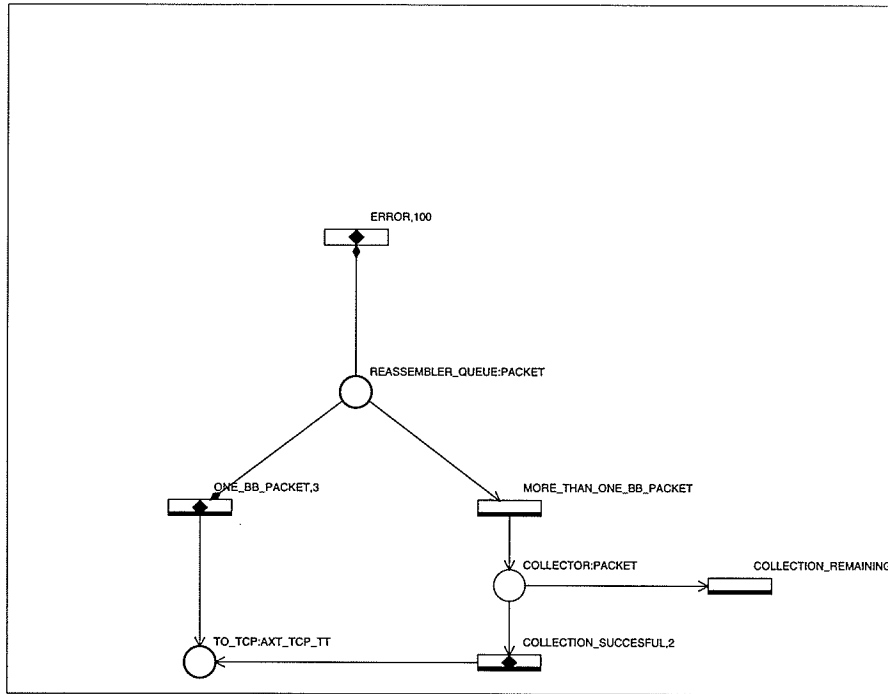 ERROR,100
REASSEMBLER_QUEUE:PACKET
ONE_BB_PACKET,3
MORE_THAN_ONE_BB_PACKET
COLLECTOR:PACKET
COLLECTION_REMAINING
TO_TCP:AXT_TCP_TT
COLLECTION_SUCCESFUL,2